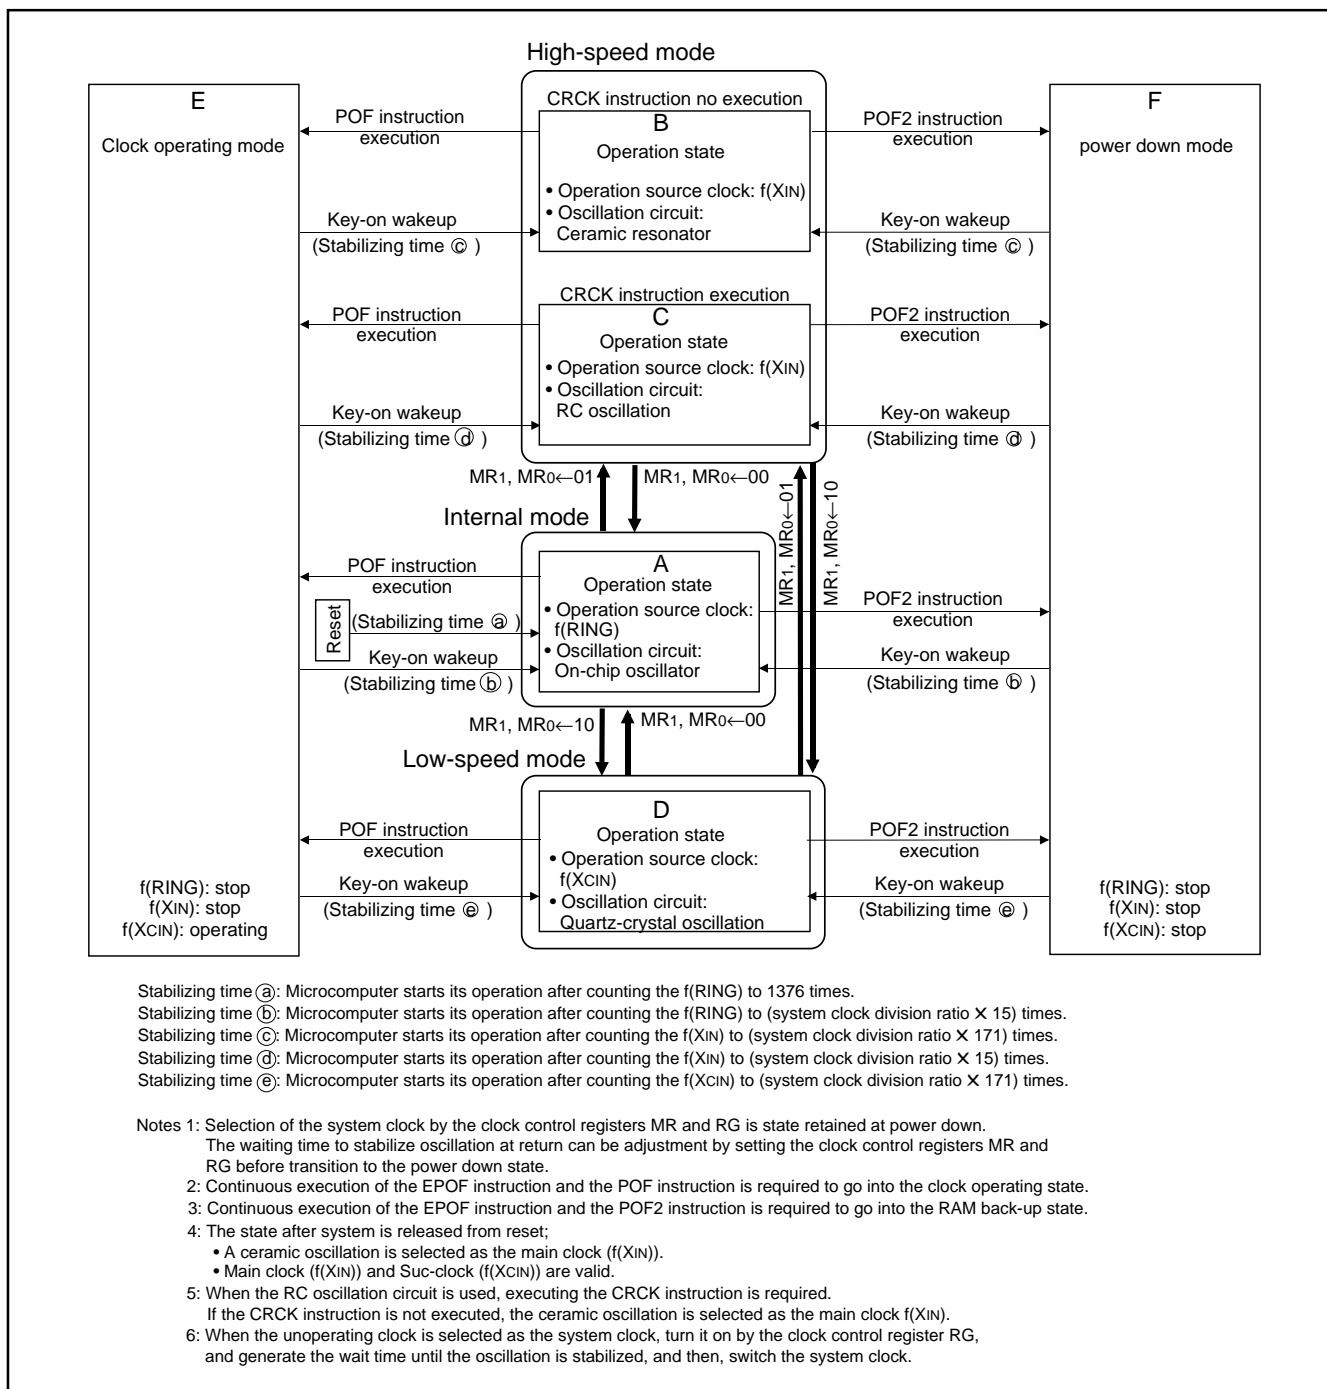 High-speed mode
E
Clock operating mode
POF instruction
execution
Key-on wakeup
(Stabilizing time ⓒ )
CRCK instruction no execution
B
Operation state
• Operation source clock: f(XIN)
• Oscillation circuit:
Ceramic resonator
POF2 instruction
execution
Key-on wakeup
(Stabilizing time ⓒ )
F
power down mode
POF instruction
execution
Key-on wakeup
(Stabilizing time ⓓ )
CRCK instruction execution
C
Operation state
• Operation source clock: f(XIN)
• Oscillation circuit:
RC oscillation
POF2 instruction
execution
Key-on wakeup
(Stabilizing time ⓓ )
MR1, MR0←01
MR1, MR0←00
MR1, MR0←01
MR1, MR0←10
Internal mode
POF instruction
execution
Reset
(Stabilizing time ⓐ )
Key-on wakeup
(Stabilizing time ⓑ )
A
Operation state
• Operation source clock:
f(RING)
• Oscillation circuit:
On-chip oscillator
POF2 instruction
execution
Key-on wakeup
(Stabilizing time ⓑ )
MR1, MR0←10
MR1, MR0←00
Low-speed mode
POF instruction
execution
Key-on wakeup
(Stabilizing time ⓔ )
D
Operation state
• Operation source clock:
f(XCIN)
• Oscillation circuit:
Quartz-crystal oscillation
POF2 instruction
execution
Key-on wakeup
(Stabilizing time ⓔ )
f(RING): stop
f(XIN): stop
f(XCIN): operating
f(RING): stop
f(XIN): stop
f(XCIN): stop
Stabilizing time ⓐ: Microcomputer starts its operation after counting the f(RING) to 1376 times.
Stabilizing time ⓑ: Microcomputer starts its operation after counting the f(RING) to (system clock division ratio ✕ 15) times.
Stabilizing time ⓒ: Microcomputer starts its operation after counting the f(XIN) to (system clock division ratio ✕ 171) times.
Stabilizing time ⓓ: Microcomputer starts its operation after counting the f(XIN) to (system clock division ratio ✕ 15) times.
Stabilizing time ⓔ: Microcomputer starts its operation after counting the f(XCIN) to (system clock division ratio ✕ 171) times.
Notes 1: Selection of the system clock by the clock control registers MR and RG is state retained at power down.
The waiting time to stabilize oscillation at return can be adjustment by setting the clock control registers MR and
RG before transition to the power down state.
2: Continuous execution of the EPOF instruction and the POF instruction is required to go into the clock operating state.
3: Continuous execution of the EPOF instruction and the POF2 instruction is required to go into the RAM back-up state.
4: The state after system is released from reset;
• A ceramic oscillation is selected as the main clock (f(XIN)).
• Main clock (f(XIN)) and Suc-clock (f(XCIN)) are valid.
5: When the RC oscillation circuit is used, executing the CRCK instruction is required.
If the CRCK instruction is not executed, the ceramic oscillation is selected as the main clock f(XIN).
6: When the unoperating clock is selected as the system clock, turn it on by the clock control register RG,
and generate the wait time until the oscillation is stabilized, and then, switch the system clock.